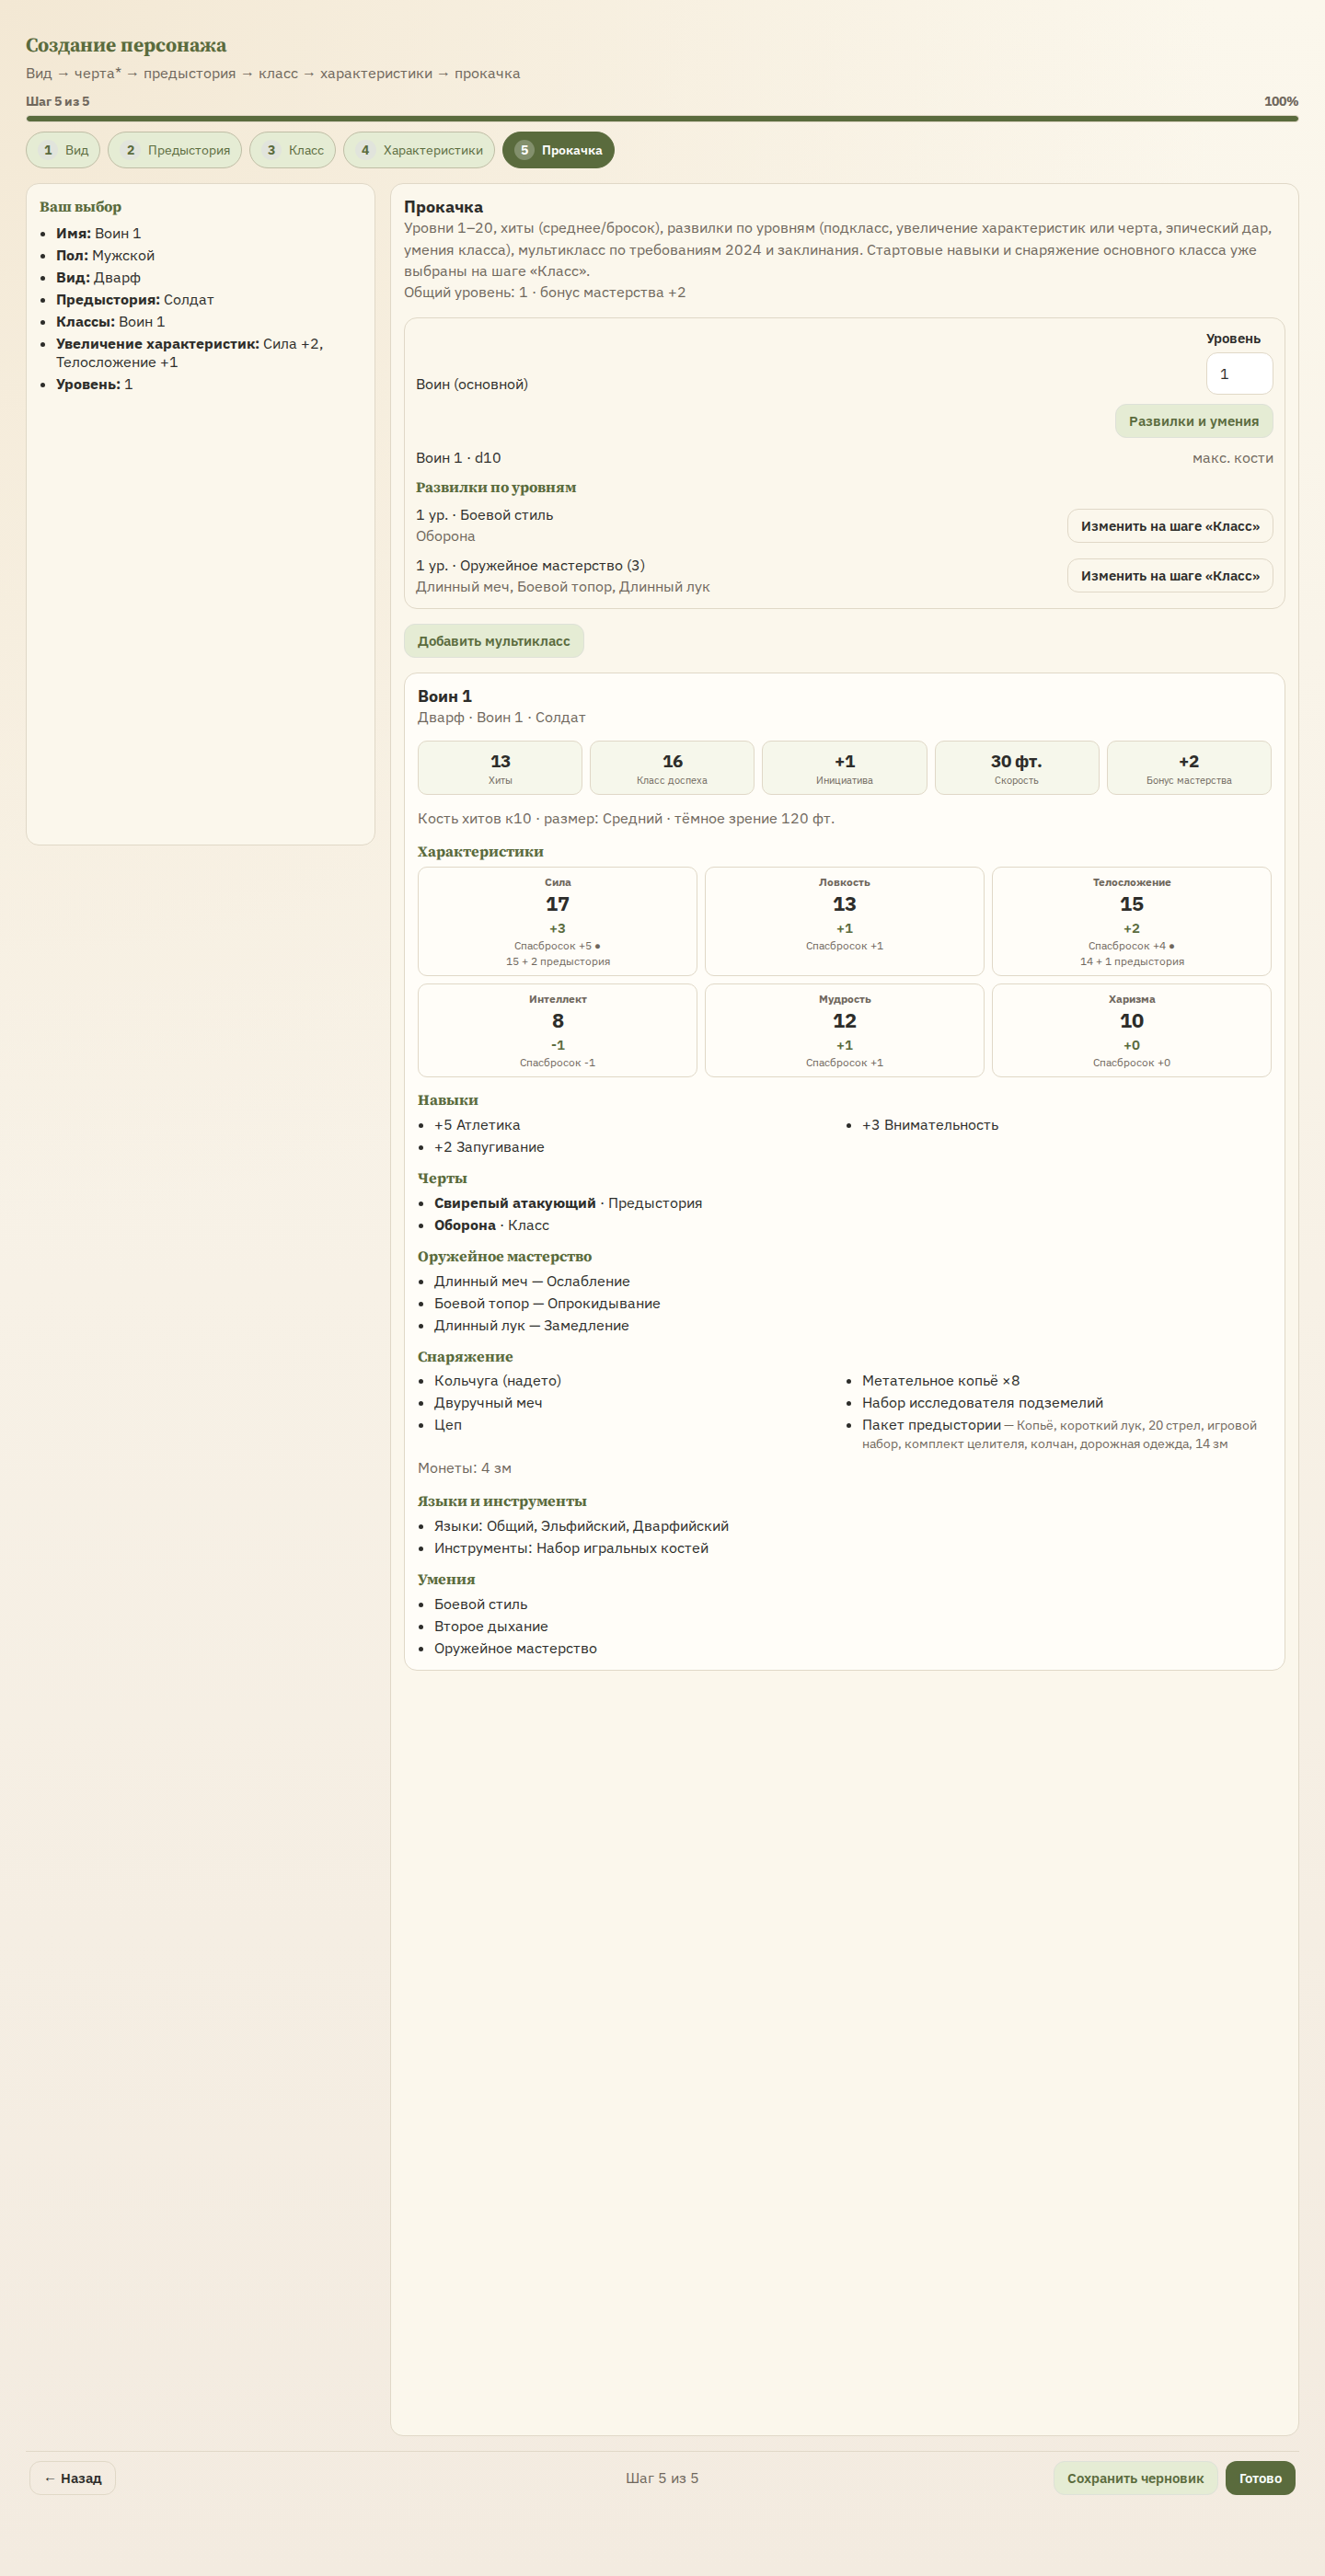 Создание персонажа
Вид → черта* → предыстория → класс → характеристики → прокачка
Шаг 5 из 5
100%
1 Вид
2 Предыстория
3 Класс
4 Характеристики
5 Прокачка
Ваш выбор
• Имя: Воин 1
• Пол: Мужской
• Вид: Дварф
• Предыстория: Солдат
• Классы: Воин 1
• Увеличение характеристик: Сила +2,
Телосложение +1
• Уровень: 1
Прокачка
Уровни 1–20, хиты (среднее/бросок), развилки по уровням (подкласс, увеличение характеристик или черта, эпический дар,
умения класса), мультикласс по требованиям 2024 и заклинания. Стартовые навыки и снаряжение основного класса уже
выбраны на шаге «Класс».
Общий уровень: 1 · бонус мастерства +2
Уровень
Воин (основной)
1
Развилки и умения
Воин 1 · d10
макс. кости
Развилки по уровням
1 ур. · Боевой стиль
Оборона
Изменить на шаге «Класс»
1 ур. · Оружейное мастерство (3)
Длинный меч, Боевой топор, Длинный лук
Изменить на шаге «Класс»
Добавить мультикласс
Воин 1
Дварф · Воин 1 · Солдат
13
Хиты
16
Класс доспеха
+1
Инициатива
30 фт.
Скорость
+2
Бонус мастерства
Кость хитов к10 · размер: Средний · тёмное зрение 120 фт.
Характеристики
Сила
17
+3
Спасбросок +5 ●
15 + 2 предыстория
Ловкость
13
+1
Спасбросок +1
Телосложение
15
+2
Спасбросок +4 ●
14 + 1 предыстория
Интеллект
8
-1
Спасбросок -1
Мудрость
12
+1
Спасбросок +1
Харизма
10
+0
Спасбросок +0
Навыки
• +5 Атлетика
• +3 Внимательность
• +2 Запугивание
Черты
• Свирепый атакующий · Предыстория
• Оборона · Класс
Оружейное мастерство
• Длинный меч — Ослабление
• Боевой топор — Опрокидывание
• Длинный лук — Замедление
Снаряжение
• Кольчуга (надето)
• Двуручный меч
• Цеп
• Метательное копьё ×8
• Набор исследователя подземелий
• Пакет предыстории — Копьё, короткий лук, 20 стрел, игровой
набор, комплект целителя, колчан, дорожная одежда, 14 зм
Монеты: 4 зм
Языки и инструменты
• Языки: Общий, Эльфийский, Дварфийский
• Инструменты: Набор игральных костей
Умения
• Боевой стиль
• Второе дыхание
• Оружейное мастерство
← Назад
Шаг 5 из 5
Сохранить черновик
Готово